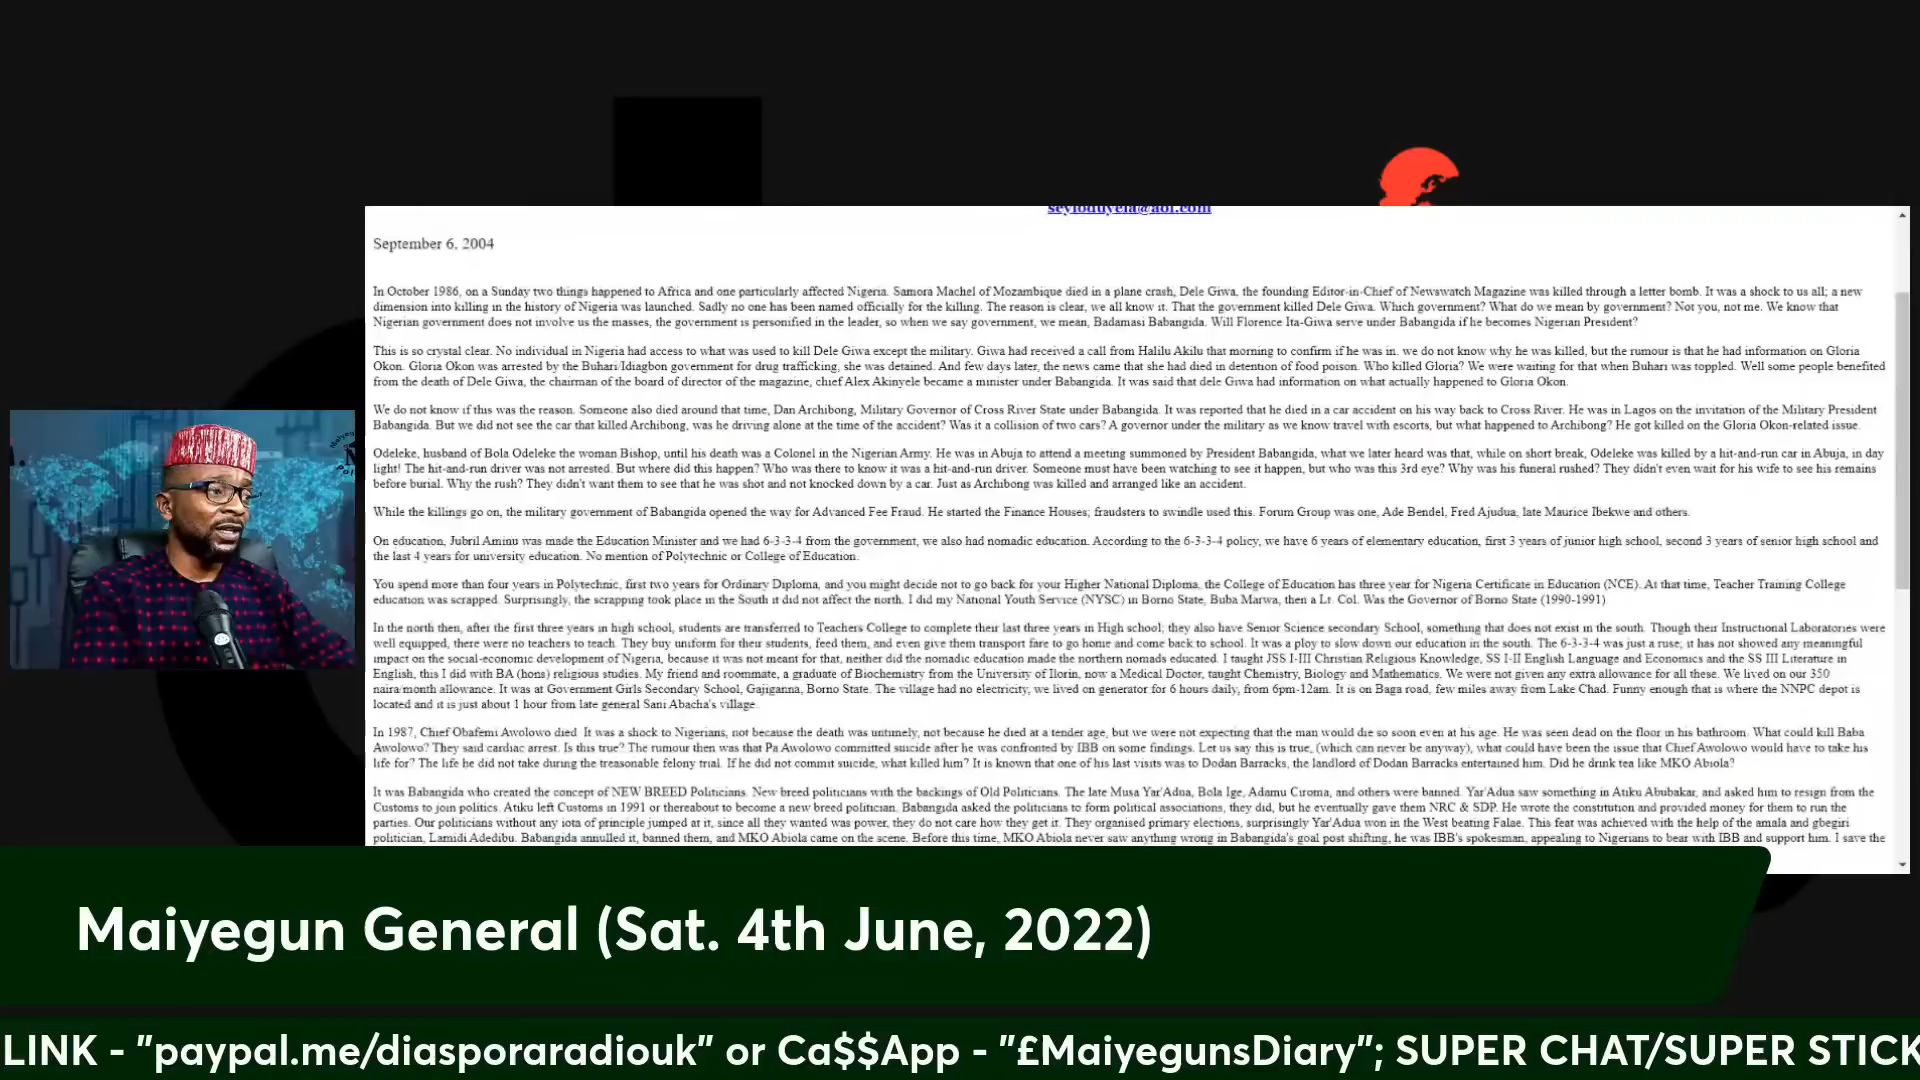 seyioduyela@aol.com
September 6, 2004
In October 1986, on a Sunday two things happened to Africa and one particularly affected Nigeria. Samora Machel of Mozambique died in a plane crash, Dele Giwa, the founding Editor-in-Chief of Newswatch Magazine was killed through a letter bomb. It was a shock to us all; a new
dimension into killing in the history of Nigeria was launched. Sadly no one has been named officially for the killing. The reason is clear, we all know it. That the government killed Dele Giwa. Which government? What do we mean by government? Not you, not me. We know that
Nigerian government does not involve us the masses, the government is personified in the leader, so when we say government, we mean, Badamasi Babangida. Will Florence Ita-Giwa serve under Babangida if he becomes Nigerian President?
This is so crystal clear. No individual in Nigeria had access to what was used to kill Dele Giwa except the military. Giwa had received a call from Halilu Akilu that morning to confirm if he was in. we do not know why he was killed, but the rumour is that he had information on Gloria
Okon. Gloria Okon was arrested by the Buhari/Idiagbon government for drug trafficking, she was detained. And few days later, the news came that she had died in detention of food poison. Who killed Gloria? We were waiting for that when Buhari was toppled. Well some people benefited
from the death of Dele Giwa, the chairman of the board of director of the magazine, chief Alex Akinyele became a minister under Babangida. It was said that dele Giwa had information on what actually happened to Gloria Okon.
We do not know if this was the reason. Someone also died around that time, Dan Archibong, Military Governor of Cross River State under Babangida. It was reported that he died in a car accident on his way back to Cross River. He was in Lagos on the invitation of the Military President
Babangida. But we did not see the car that killed Archibong, was he driving alone at the time of the accident? Was it a collision of two cars? A governor under the military as we know travel with escorts, but what happened to Archibong? He got killed on the Gloria Okon-related issue.
Odeleke, husband of Bola Odeleke the woman Bishop, until his death was a Colonel in the Nigerian Army. He was in Abuja to attend a meeting summoned by President Babangida, what we later heard was that, while on short break, Odeleke was killed by a hit-and-run car in Abuja, in day
light! The hit-and-run driver was not arrested. But where did this happen? Who was there to know it was a hit-and-run driver. Someone must have been watching to see it happen, but who was this 3rd eye? Why was his funeral rushed? They didn't even wait for his wife to see his remains
before burial. Why the rush? They didn't want them to see that he was shot and not knocked down by a car. Just as Archibong was killed and arranged like an accident.
While the killings go on, the military government of Babangida opened the way for Advanced Fee Fraud. He started the Finance Houses; fraudsters to swindle used this. Forum Group was one, Ade Bendel, Fred Ajudua, late Maurice Ibekwe and others.
On education, Jubril Aminu was made the Education Minister and we had 6-3-3-4 from the government, we also had nomadic education. According to the 6-3-3-4 policy, we have 6 years of elementary education, first 3 years of junior high school, second 3 years of senior high school and
the last 4 years for university education. No mention of Polytechnic or College of Education.
You spend more than four years in Polytechnic, first two years for Ordinary Diploma, and you might decide not to go back for your Higher National Diploma, the College of Education has three year for Nigeria Certificate in Education (NCE). At that time, Teacher Training College
education was scrapped. Surprisingly, the scrapping took place in the South it did not affect the north. I did my National Youth Service (NYSC) in Borno State, Buba Marwa, then a Lt. Col. Was the Governor of Borno State (1990-1991)
In the north then, after the first three years in high school, students are transferred to Teachers College to complete their last three years in High school; they also have Senior Science secondary School, something that does not exist in the south. Though their Instructional Laboratories were
well equipped, there were no teachers to teach. They buy uniform for their students, feed them, and even give them transport fare to go home and come back to school. It was a ploy to slow down our education in the south. The 6-3-3-4 was just a ruse; it has not showed any meaningful
impact on the social-economic development of Nigeria, because it was not meant for that, neither did the nomadic education made the northern nomads educated. I taught JSS I-III Christian Religious Knowledge, SS I-II English Language and Economics and the SS III Literature in
English, this I did with BA (hons) religious studies. My friend and roommate, a graduate of Biochemistry from the University of Ilorin, now a Medical Doctor, taught Chemistry, Biology and Mathematics. We were not given any extra allowance for all these. We lived on our 350
naira/month allowance. It was at Government Girls Secondary School, Gajiganna, Borno State. The village had no electricity, we lived on generator for 6 hours daily, from 6pm-12am. It is on Baga road, few miles away from Lake Chad. Funny enough that is where the NNPC depot is
located and it is just about 1 hour from late general Sani Abacha's village.
In 1987, Chief Obafemi Awolowo died. It was a shock to Nigerians, not because the death was untimely, not because he died at a tender age, but we were not expecting that the man would die so soon even at his age. He was seen dead on the floor in his bathroom. What could kill Baba
Awolowo? They said cardiac arrest. Is this true? The rumour then was that Pa Awolowo committed suicide after he was confronted by IBB on some findings. Let us say this is true, (which can never be anyway), what could have been the issue that Chief Awolowo would have to take his
life for? The life he did not take during the treasonable felony trial. If he did not commit suicide, what killed him? It is known that one of his last visits was to Dodan Barracks, the landlord of Dodan Barracks entertained him. Did he drink tea like MKO Abiola?
It was Babangida who created the concept of NEW BREED Politicians. New breed politicians with the backings of Old Politicians. The late Musa Yar'Adua, Bola Ige, Adamu Ciroma, and others were banned. Yar'Adua saw something in Atiku Abubakar, and asked him to resign from the
Customs to join politics. Atiku left Customs in 1991 or thereabout to become a new breed politician. Babangida asked the politicians to form political associations, they did, but he eventually gave them NRC & SDP. He wrote the constitution and provided money for them to run the
parties. Our politicians without any iota of principle jumped at it, since all they wanted was power, they do not care how they get it. They organised primary elections, surprisingly Yar'Adua won in the West beating Falae. This feat was achieved with the help of the amala and gbegiri
politician, Lamidi Adedibu. Babangida annulled it, banned them, and MKO Abiola came on the scene. Before this time, MKO Abiola never saw anything wrong in Babangida's goal post shifting, he was IBB's spokesman, appealing to Nigerians to bear with IBB and support him. I save the
Maiyegun General (Sat. 4th June, 2022)
LINK - "paypal.me/diasporaradiouk" or Ca$$App - "£MaiyegunsDiary"; SUPER CHAT/SUPER STICK